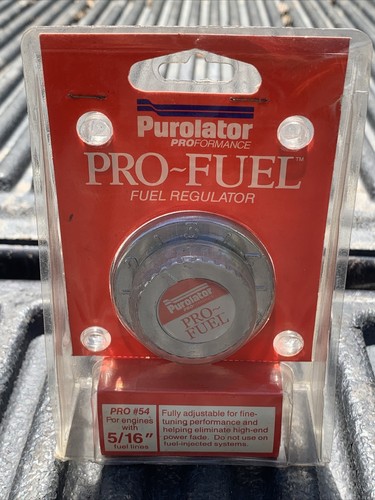 Purolator
PROFORMANCE
PRO~FUEL™
FUEL REGULATOR
Purolator
PRO~
FUEL
PRO #54
For engines
with
5/16"
fuel lines
Fully adjustable for fine-
tuning performance and
helping eliminate high-end
power fade. Do not use on
fuel-injected systems.